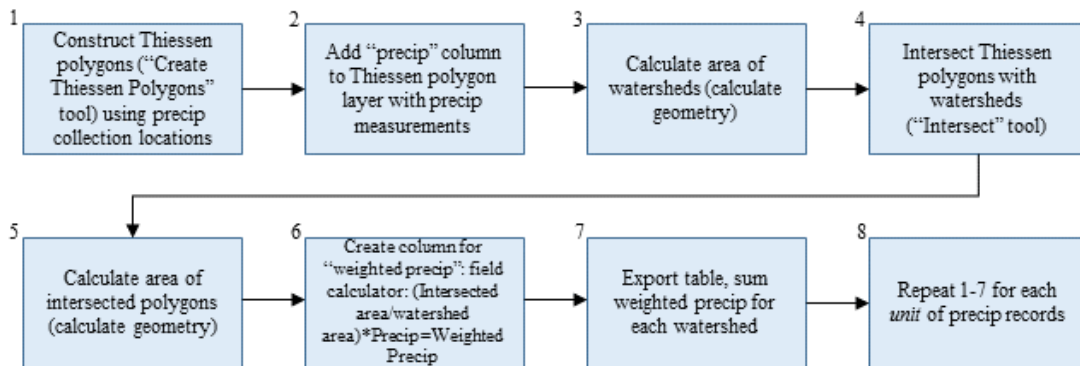 1
Construct Thiessen
polygons (“Create
Thiessen Polygons”
tool) using precip
collection locations
2
Add “precip” column
to Thiessen polygon
layer with precip
measurements
3
Calculate area of
watersheds (calculate
geometry)
4
Intersect Thiessen
polygons with
watersheds
(“Intersect” tool)
5
Calculate area of
intersected polygons
(calculate geometry)
6
Create column for
“weighted precip”: field
calculator: (Intersected
area/watershed
area)*Precip=Weighted
Precip
7
Export table, sum
weighted precip for
each watershed
8
Repeat 1-7 for each
unit of precip records